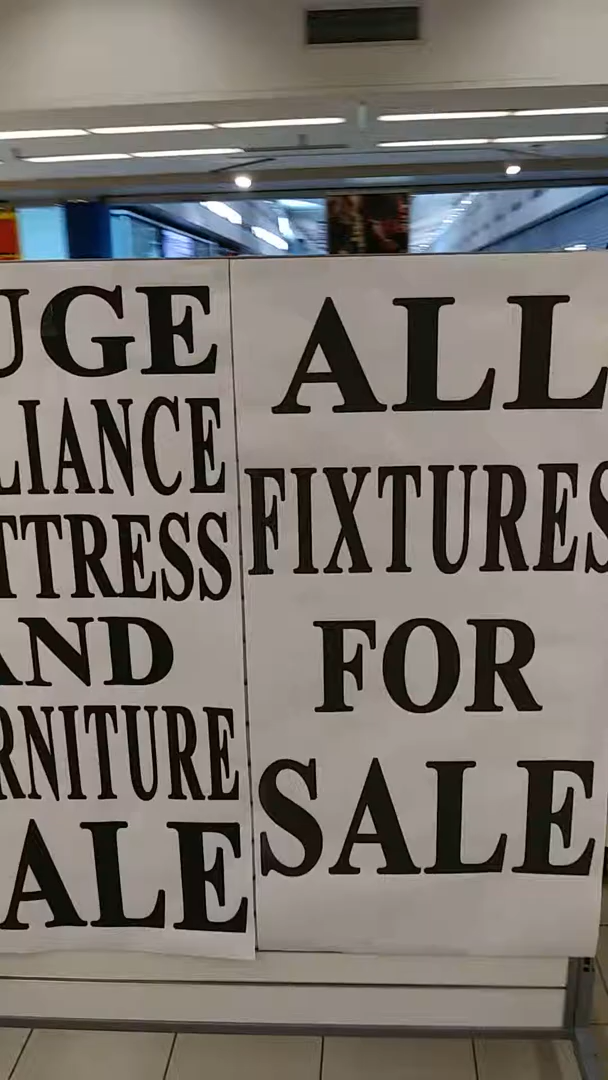 UGE
LIANCE
TTRESS
AND
RNITURE
ALE
ALL
FIXTURES
FOR
SALE